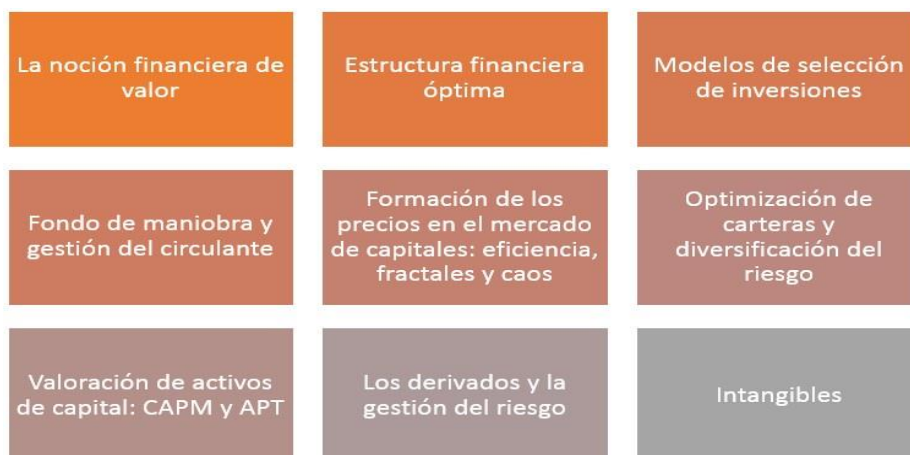 La noción financiera de
valor
Estructura financiera
óptima
Modelos de selección
de inversiones
Fondo de maniobra y
gestión del circulante
Formación de los
precios en el mercado
de capitales: eficiencia,
fractales y caos
Optimización de
carteras y
diversificación del
riesgo
Valoración de activos
de capital: CAPM y APT
Los derivados y la
gestión del riesgo
Intangibles